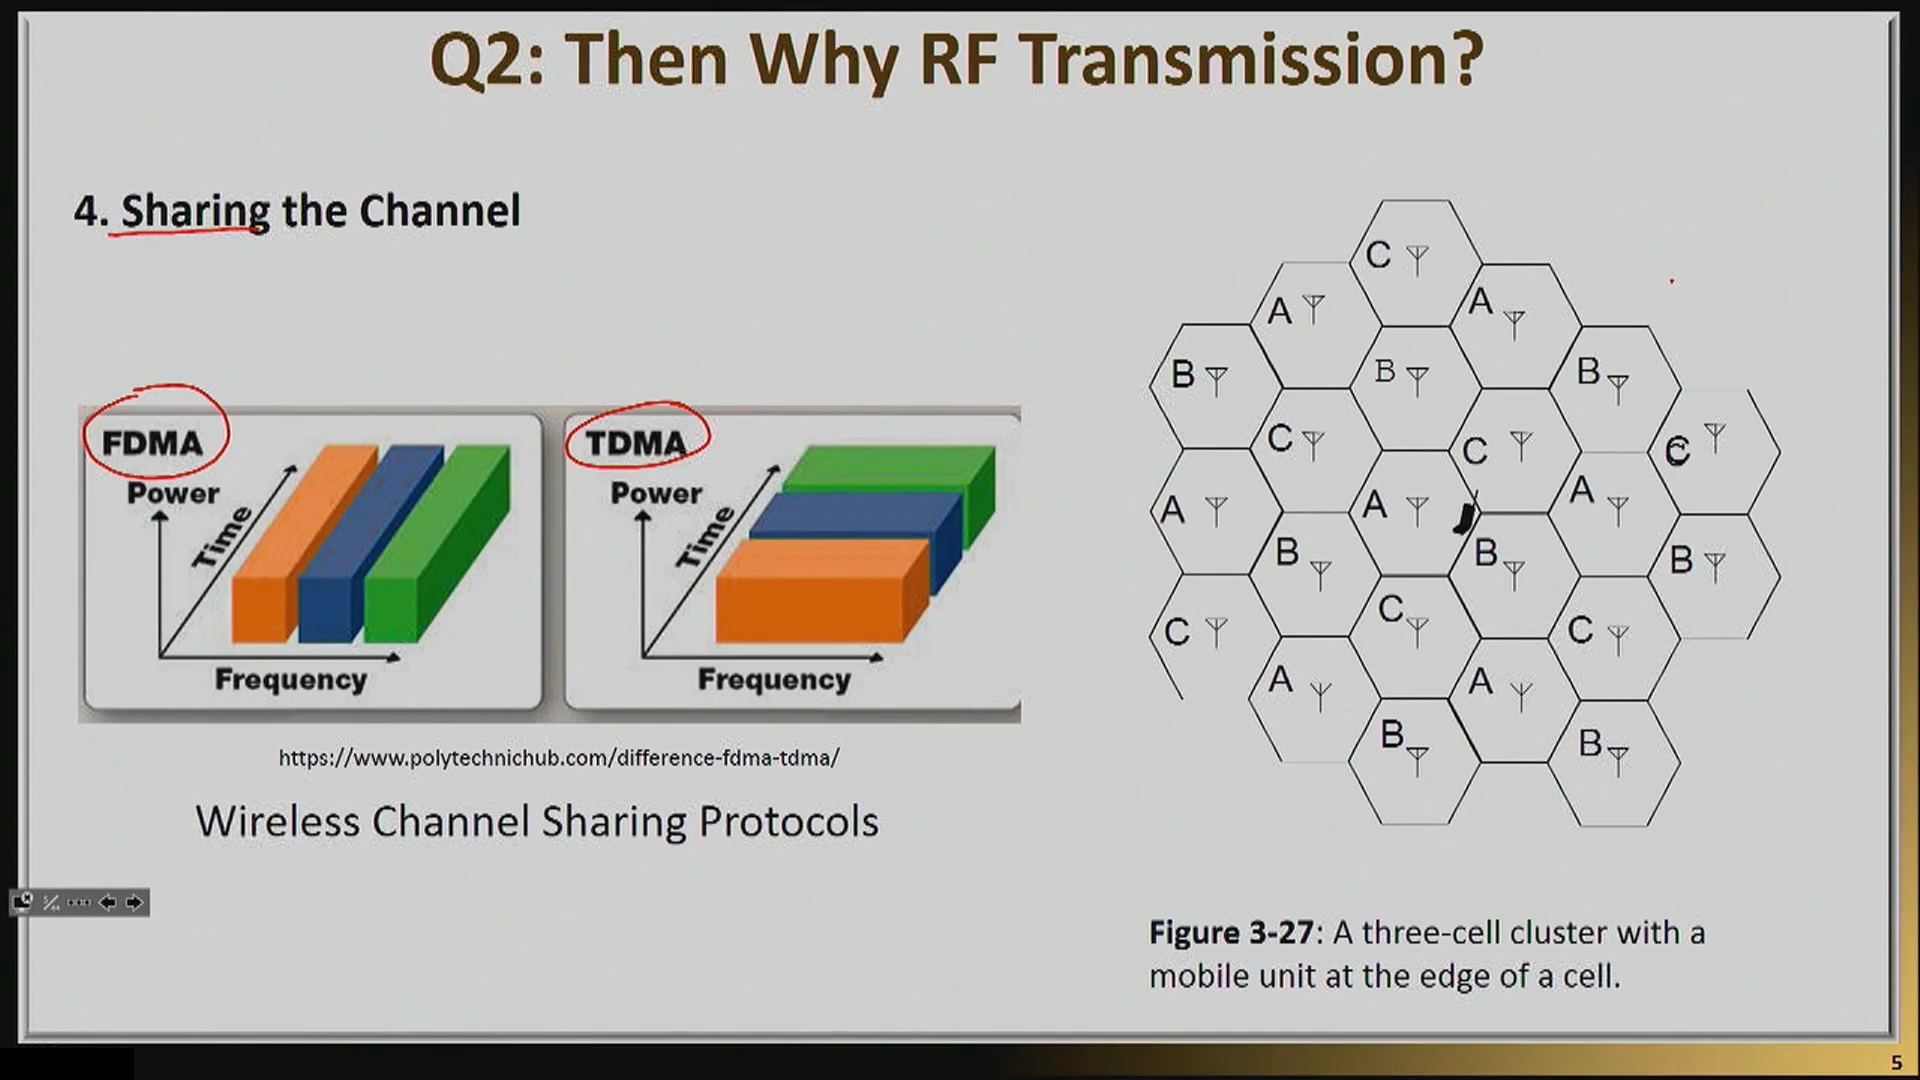 Q2: Then Why RF Transmission?
4. Sharing the Channel
FDMA
Power
Time
Frequency
TDMA
Power
Time
Frequency
https://www.polytechnichub.com/difference-fdma-tdma/
Wireless Channel Sharing Protocols
C
A
A
B
B
B
C
C
C
A
A
A
B
B
B
C
C
C
A
A
B
B
Figure 3-27: A three-cell cluster with a
mobile unit at the edge of a cell.
5